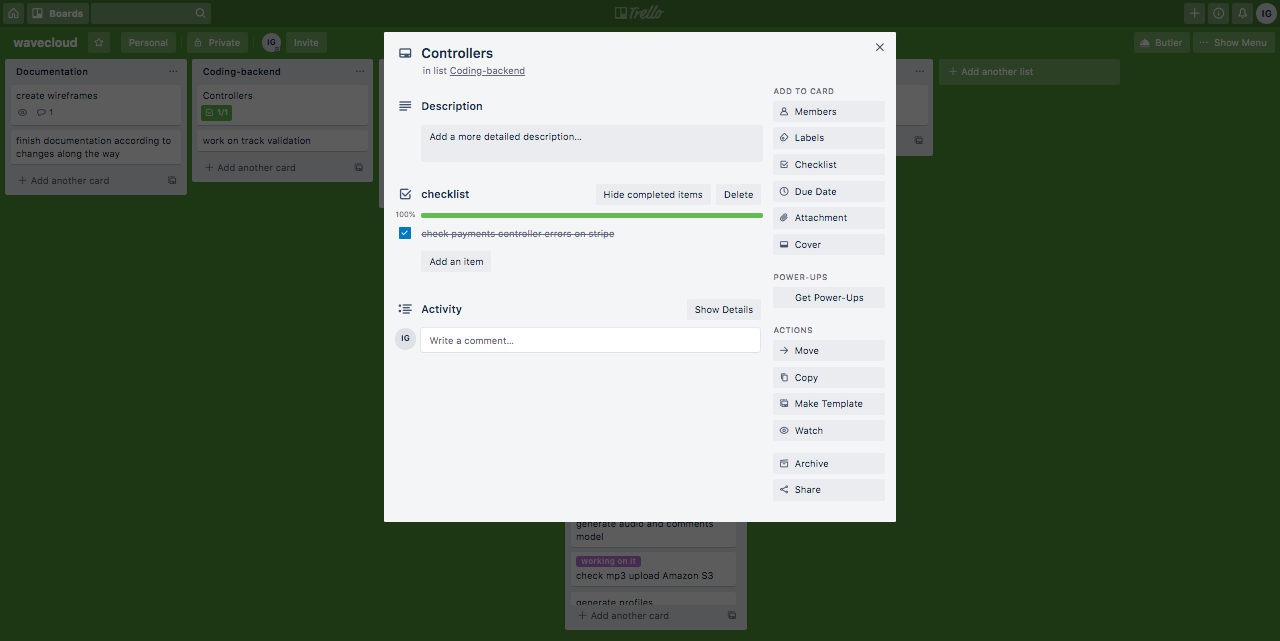 Boards
Trello
IG
wavecloud
Personal
Private
IG
Invite
Butler
Show Menu
Documentation
create wireframes
1
finish documentation according to
changes along the way
Add another card
Coding-backend
Controllers
1/1
work on track validation
Add another card
Add another list
Controllers
in list Coding-backend
Description
Add a more detailed description...
checklist
Hide completed items
Delete
100%
check payments controller errors on stripe
Add an item
Activity
Show Details
IG
Write a comment...
ADD TO CARD
Members
Labels
Checklist
Due Date
Attachment
Cover
POWER-UPS
Get Power-Ups
ACTIONS
Move
Copy
Make Template
Watch
Archive
Share
generate audio and comments
model
working on it
check mp3 upload Amazon S3
generate profiles
Add another card